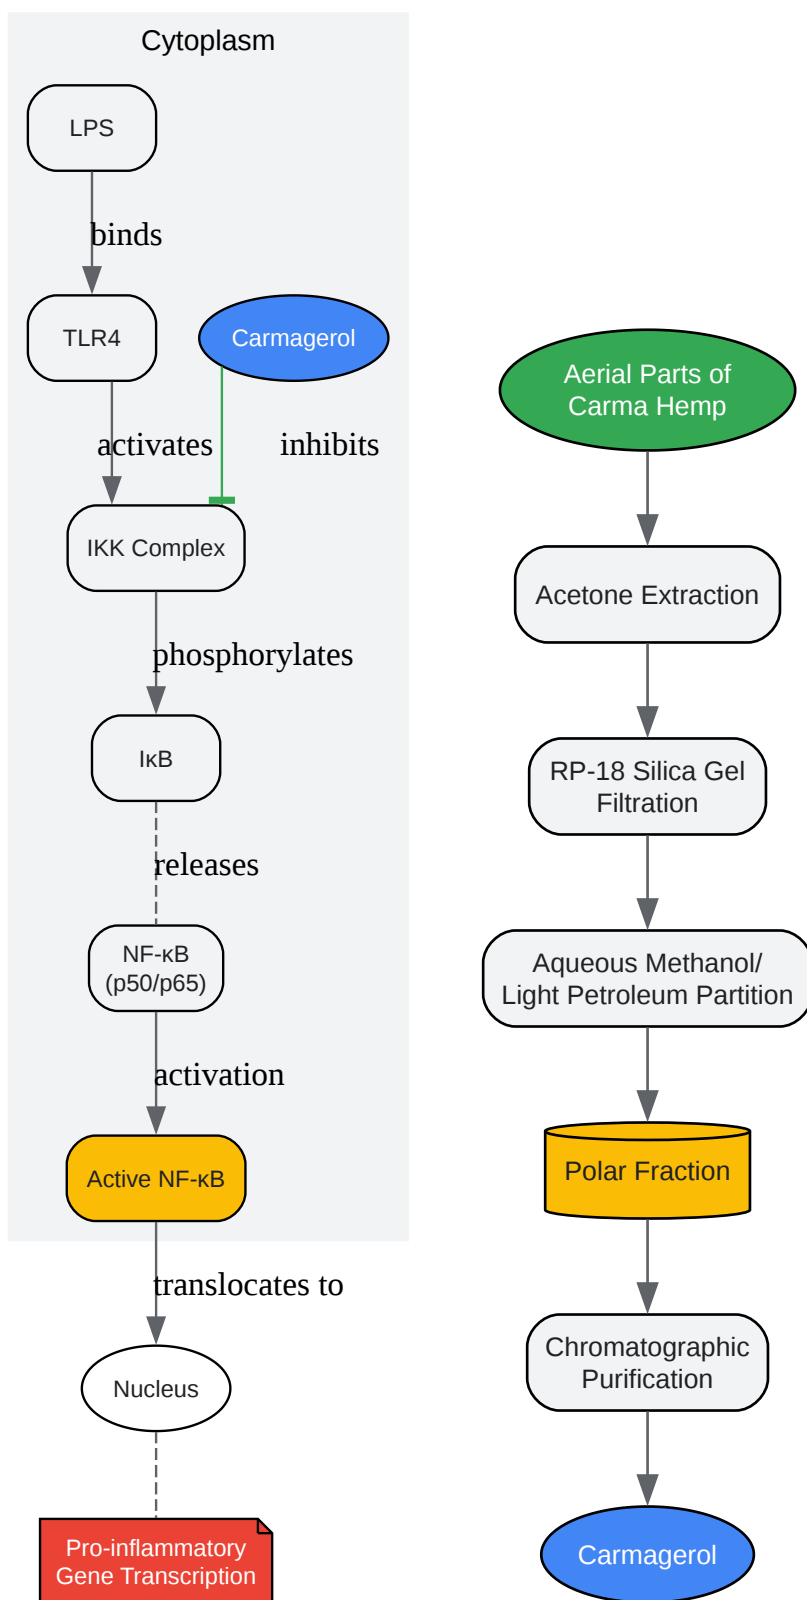 Cytoplasm
LPS
binds
TLR4
Carmagerol
activates
inhibits
IKK Complex
phosphorylates
IκB
releases
NF-κB
(p50/p65)
activation
Active NF-κB
translocates to
Nucleus
Pro-inflammatory
Gene Transcription
Aerial Parts of
Carma Hemp
Acetone Extraction
RP-18 Silica Gel
Filtration
Aqueous Methanol/
Light Petroleum Partition
Polar Fraction
Chromatographic
Purification
Carmagerol